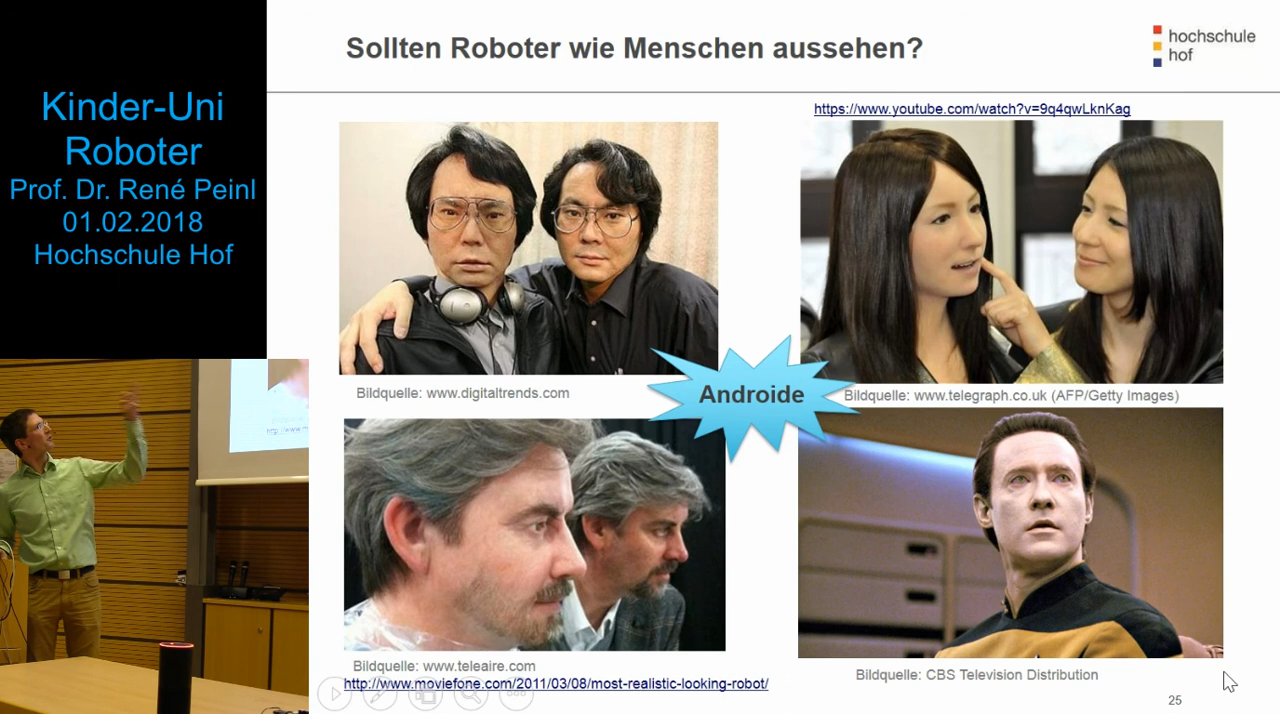 Kinder-Uni
Roboter
Prof. Dr. René Peinl
01.02.2018
Hochschule Hof
Sollten Roboter wie Menschen aussehen?
hochschule
hof
https://www.youtube.com/watch?v=9q4qwLknKag
Bildquelle: www.digitaltrends.com
Androide
Bildquelle: www.telegraph.co.uk (AFP/Getty Images)
Bildquelle: www.teleaire.com
http://www.moviefone.com/2011/03/08/most-realistic-looking-robot/
Bildquelle: CBS Television Distribution
25